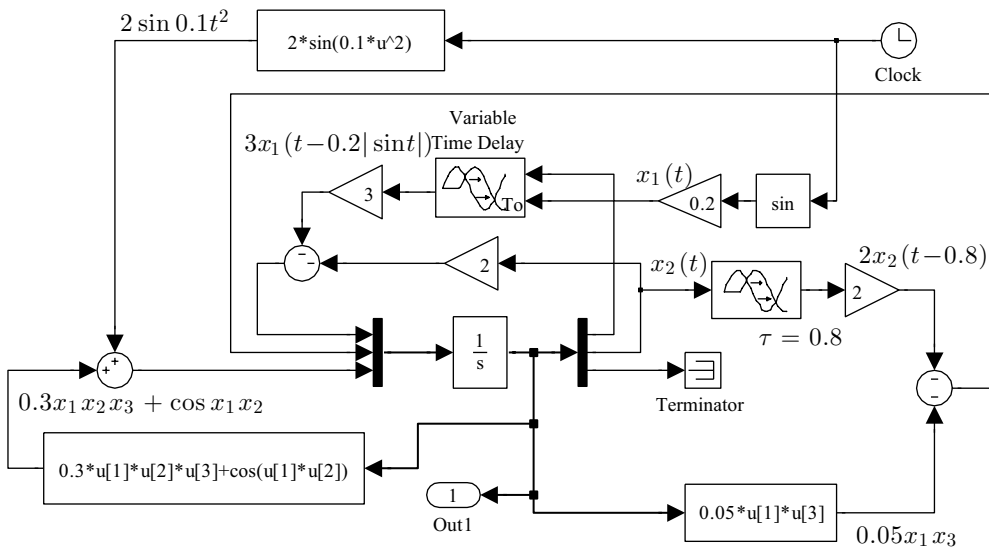 2 sin 0.1t²
2*sin(0.1*u^2)
Clock
Variable
Time Delay
3x₁(t−0.2| sint|)
3
To
x₁(t)
0.2
sin
− −
2
x₂(t)
2
2x₂(t−0.8)
τ = 0.8
+ +
1/s
− −
Terminator
0.3x₁x₂x₃ + cos x₁x₂
0.3*u[1]*u[2]*u[3]+cos(u[1]*u[2])
1
Out1
0.05*u[1]*u[3]
0.05x₁x₃